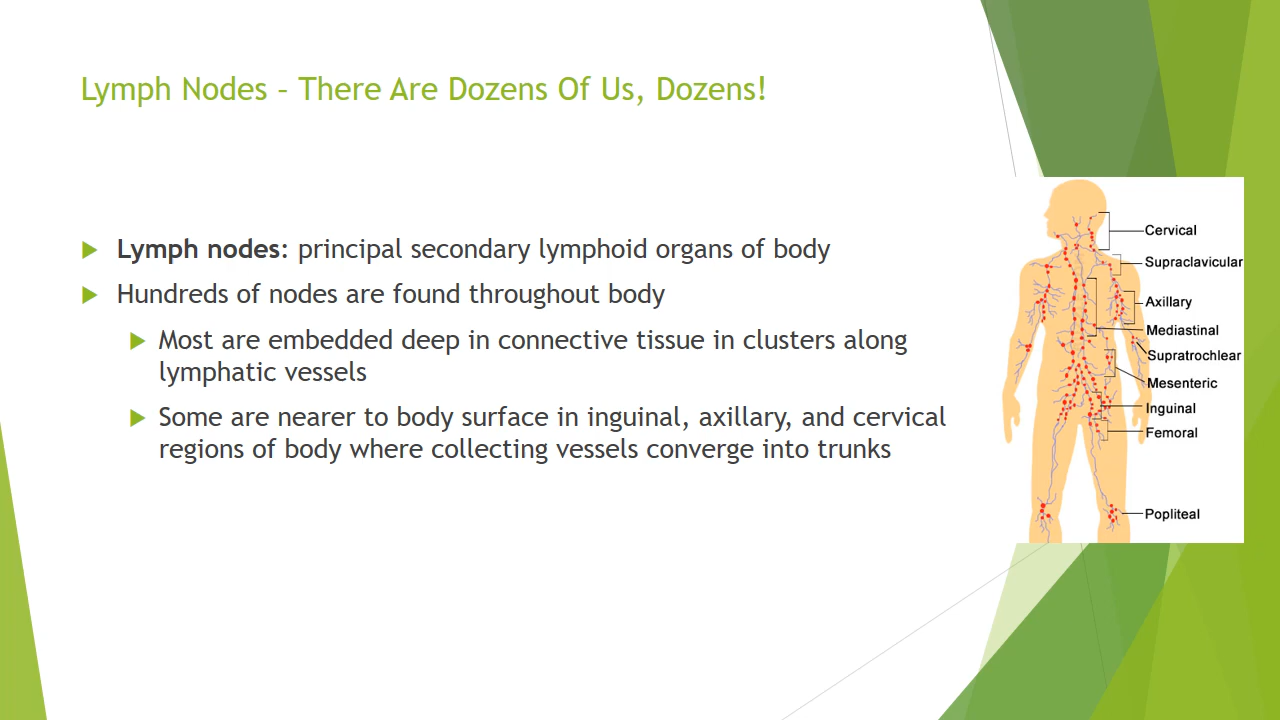 Lymph Nodes – There Are Dozens Of Us, Dozens!
Lymph nodes: principal secondary lymphoid organs of body
Hundreds of nodes are found throughout body
Most are embedded deep in connective tissue in clusters along
lymphatic vessels
Some are nearer to body surface in inguinal, axillary, and cervical
regions of body where collecting vessels converge into trunks
Cervical
Supraclavicular
Axillary
Mediastinal
Supratrochlear
Mesenteric
Inguinal
Femoral
Popliteal